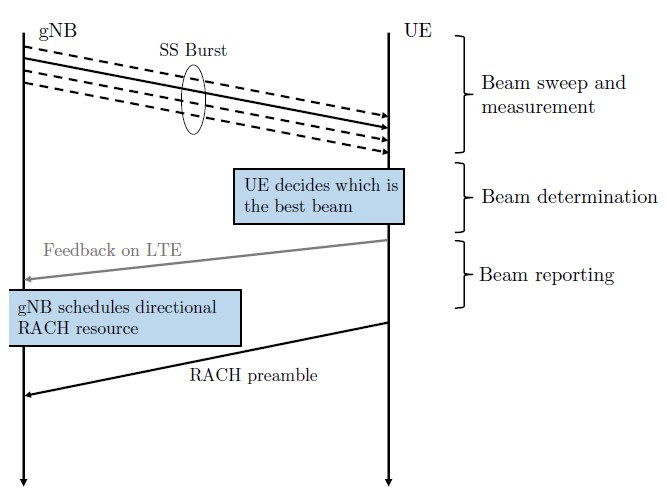 gNB
UE
SS Burst
Beam sweep and
measurement
UE decides which is
the best beam
Beam determination
Feedback on LTE
Beam reporting
gNB schedules directional
RACH resource
RACH preamble